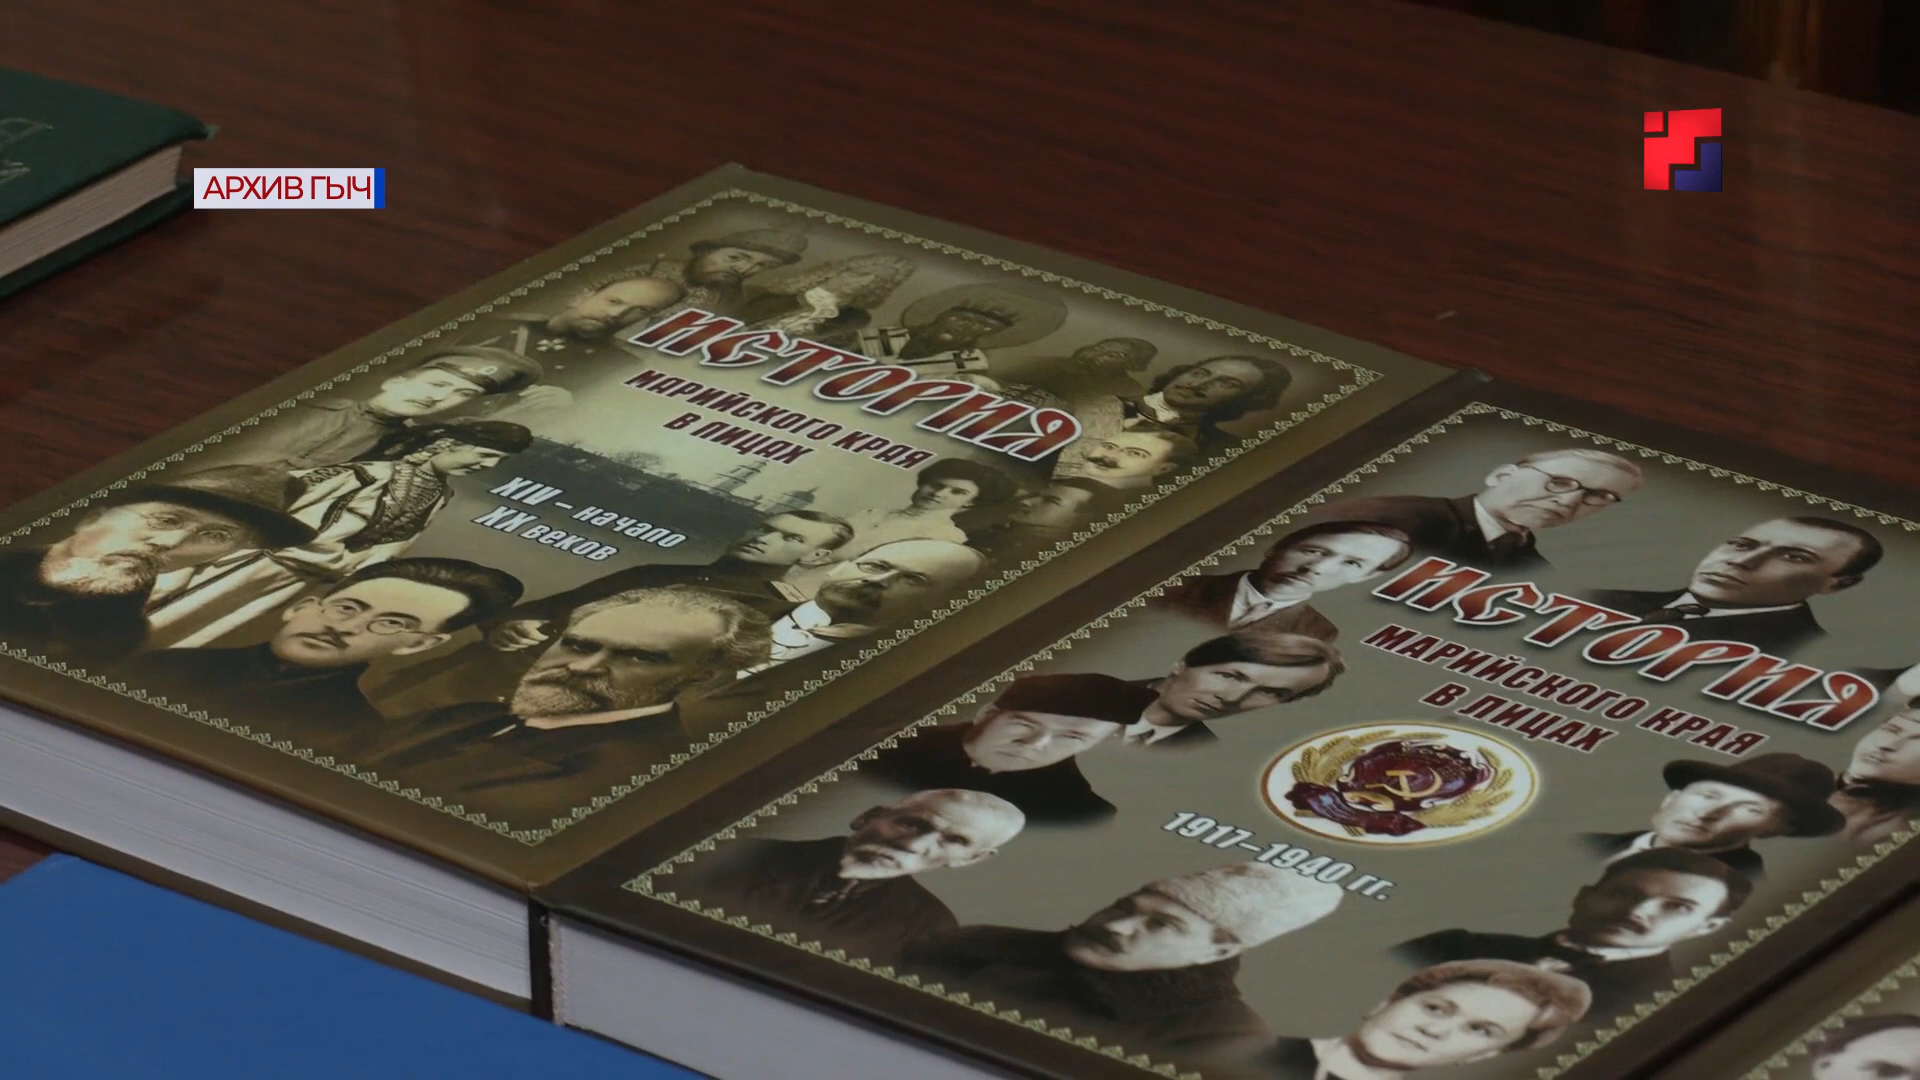 АРХИВ ГЫЧ
ИСТОРИЯ
МАРИЙСКОГО КРАЯ
В ЛИЦАХ
XIV – начало
XX веков
ИСТОРИЯ
МАРИЙСКОГО КРАЯ
В ЛИЦАХ
1917–1940 гг.